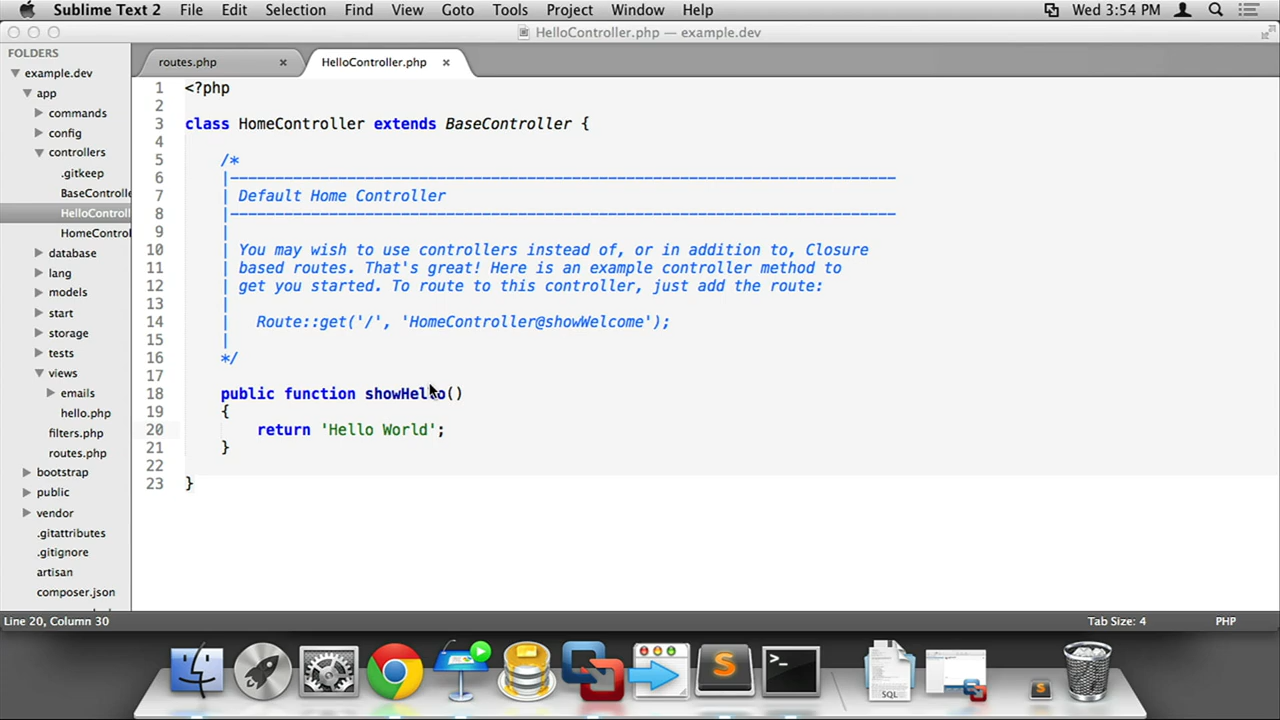 Sublime Text 2 File Edit Selection Find View Goto Tools Project Window Help Wed 3:54 PM
HelloController.php — example.dev
FOLDERS
example.dev
app
commands
config
controllers
.gitkeep
BaseControlle
HelloControll
HomeControl
database
lang
models
start
storage
tests
views
emails
hello.php
filters.php
routes.php
bootstrap
public
vendor
.gitattributes
.gitignore
artisan
composer.json
routes.php × HelloController.php ×
1 <?php
2
3 class HomeController extends BaseController {
4
5 /*
6 |--------------------------------------------------------------------------
7 | Default Home Controller
8 |--------------------------------------------------------------------------
9 |
10 | You may wish to use controllers instead of, or in addition to, Closure
11 | based routes. That's great! Here is an example controller method to
12 | get you started. To route to this controller, just add the route:
13 |
14 | Route::get('/', 'HomeController@showWelcome');
15 |
16 */
17
18 public function showHello()
19 {
20 return 'Hello World';
21 }
22
23 }
Line 20, Column 30 Tab Size: 4 PHP
S
>_
SQL
S